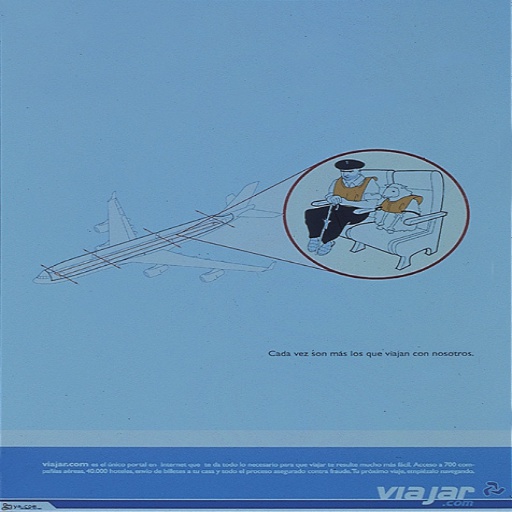 Cada vez son más los que viajan con nosotros.
viajar.com es el único portal en Internet que te da todo lo necesario para que viajar te resulte mucho más fácil. Acceso a 700 com-
pañías aéreas, 40.000 hoteles, envío de billetes a tu casa y todo el proceso asegurado contra fraude. Tu próximo viaje, empiézalo navegando.
viajar
.com